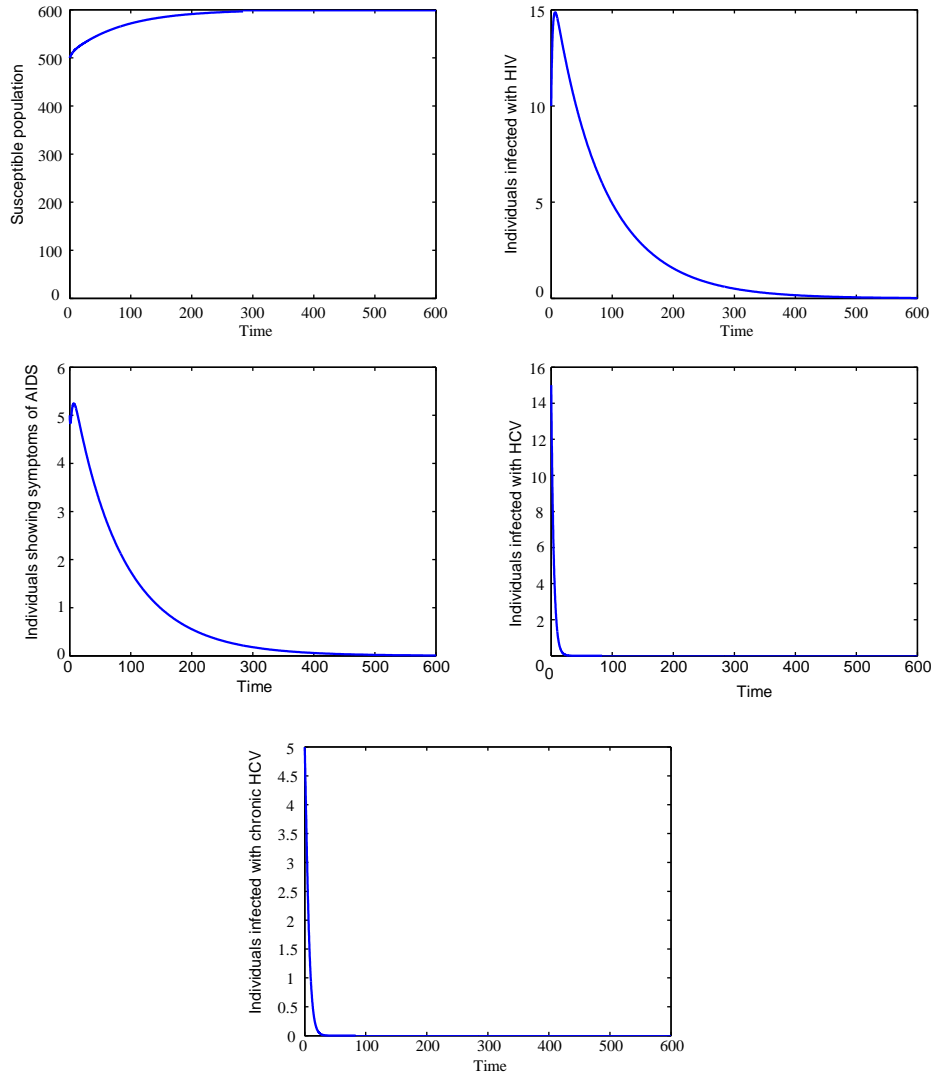 Susceptible population
600
500
400
300
200
100
0
0 100 200 300 400 500 600
Time
Individuals infected with HIV
15
10
5
0
0 100 200 300 400 500 600
Time
Individuals showing symptoms of AIDS
6
5
4
3
2
1
0
0 100 200 300 400 500 600
Time
Individuals infected with HCV
16
14
12
10
8
6
4
2
0
0 100 200 300 400 500 600
Time
Individuals infected with chronic HCV
5
4.5
4
3.5
3
2.5
2
1.5
1
0.5
0
0 100 200 300 400 500 600
Time